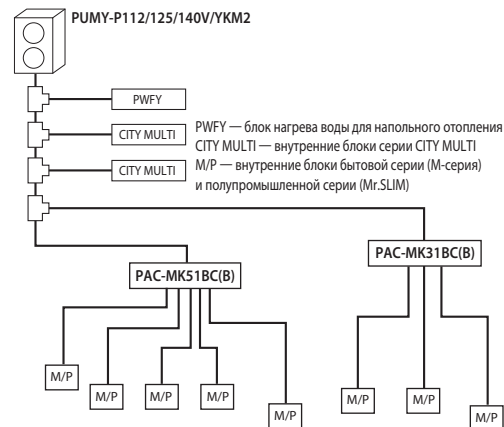 PUMY-P112/125/140V/YKM2
PWFY
CITY MULTI
CITY MULTI
PWFY — блок нагрева воды для напольного отопления
CITY MULTI — внутренние блоки серии CITY MULTI
M/P — внутренние блоки бытовой серии (М-серия)
и полупромышленной серии (Mr.SLIM)
PAC-MK51BC(B)
PAC-MK31BC(B)
M/P
M/P
M/P
M/P
M/P
M/P
M/P
M/P